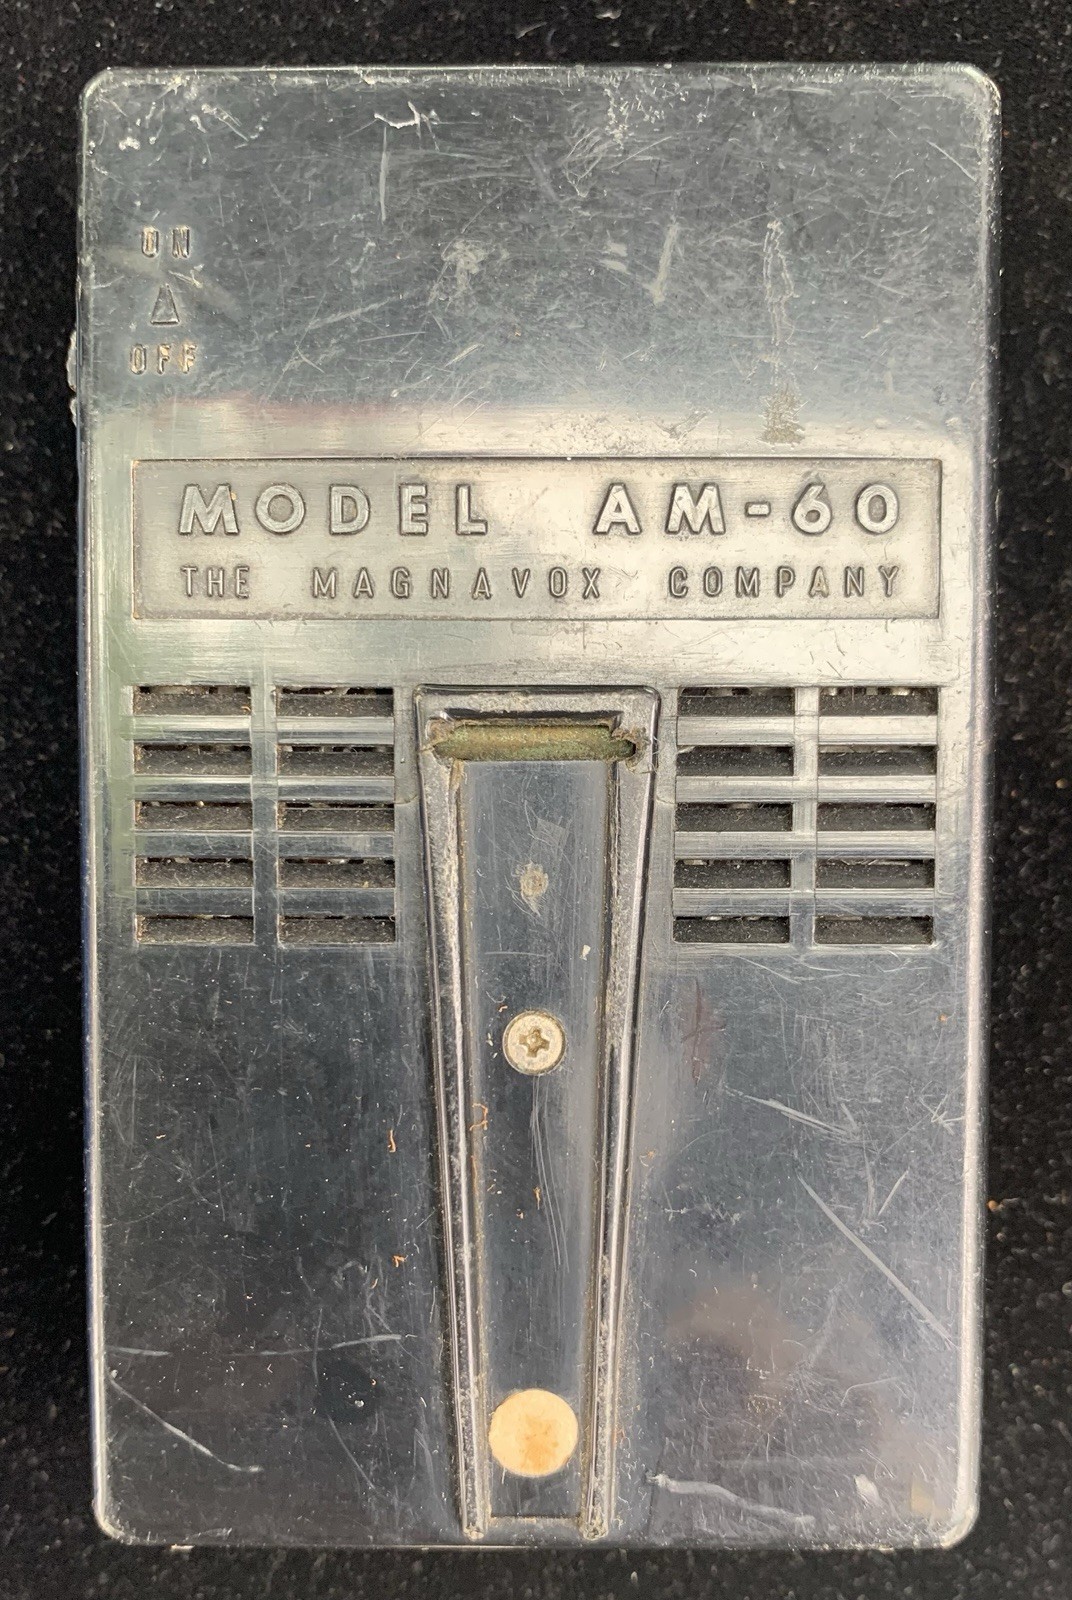 ON
OFF
MODEL AM-60
THE MAGNAVOX COMPANY